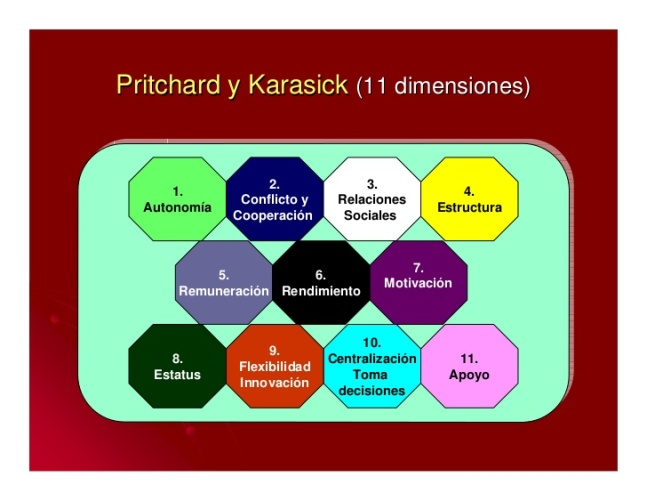 Pritchard y Karasick (11 dimensiones)
1.
Autonomía
2.
Conflicto y
Cooperación
3.
Relaciones
Sociales
4.
Estructura
5.
Remuneración
6.
Rendimiento
7.
Motivación
8.
Estatus
9.
Flexibilidad
Innovación
10.
Centralización
Toma
decisiones
11.
Apoyo